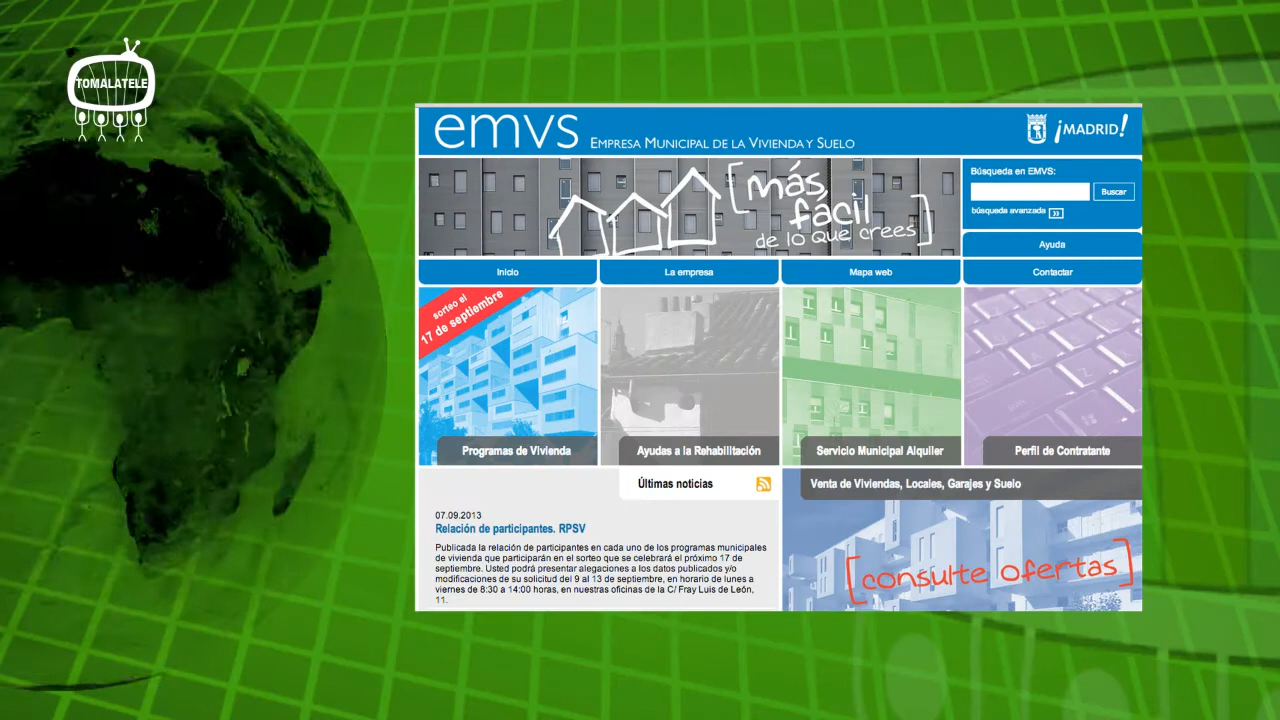 TOMALATELE
emvs EMPRESA MUNICIPAL DE LA VIVIENDA Y SUELO
¡MADRID!
[más
fácil
de lo que crees]
Búsqueda en EMVS:
Buscar
búsqueda avanzada »
Ayuda
Inicio
La empresa
Mapa web
Contactar
sorteo el
17 de septiembre
Programas de Vivienda
Ayudas a la Rehabilitación
Servicio Municipal Alquiler
Perfil de Contratante
Últimas noticias
Venta de Viviendas, Locales, Garajes y Suelo
07.09.2013
Relación de participantes. RPSV
Publicada la relación de participantes en cada uno de los programas municipales
de vivienda que participarán en el sorteo que se celebrará el próximo 17 de
septiembre. Usted podrá presentar alegaciones a los datos publicados y/o
modificaciones de su solicitud del 9 al 13 de septiembre, en horario de lunes a
viernes de 8:30 a 14:00 horas, en nuestras oficinas de la C/ Fray Luis de León,
11.
[consulte ofertas]